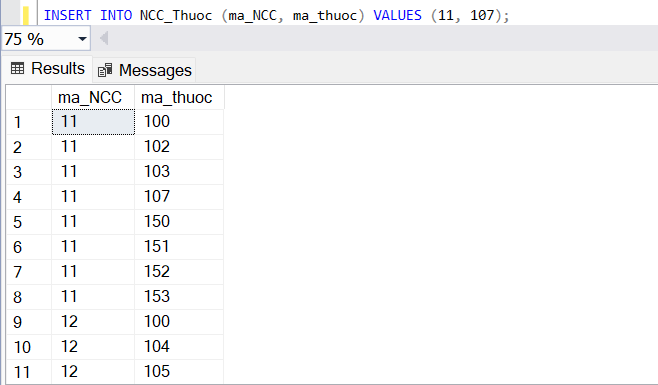 INSERT INTO NCC_Thuoc (ma_NCC, ma_thuoc) VALUES (11, 107);
75 %
Results Messages
ma_NCC ma_thuoc
1 11 100
2 11 102
3 11 103
4 11 107
5 11 150
6 11 151
7 11 152
8 11 153
9 12 100
10 12 104
11 12 105